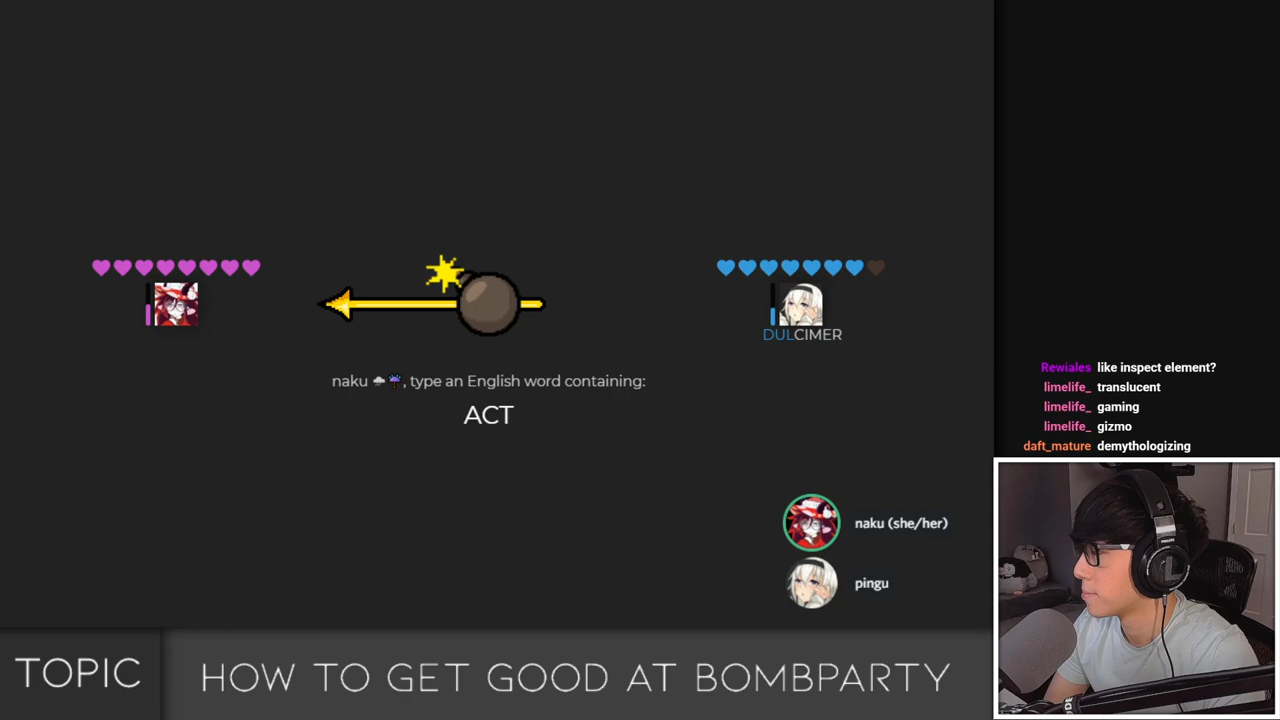 DULCIMER
naku 🌧️☔, type an English word containing:
ACT
Rewiales like inspect element?
limelife_ translucent
limelife_ gaming
limelife_ gizmo
daft_mature demythologizing
naku (she/her)
pingu
TOPIC
HOW TO GET GOOD AT BOMBPARTY